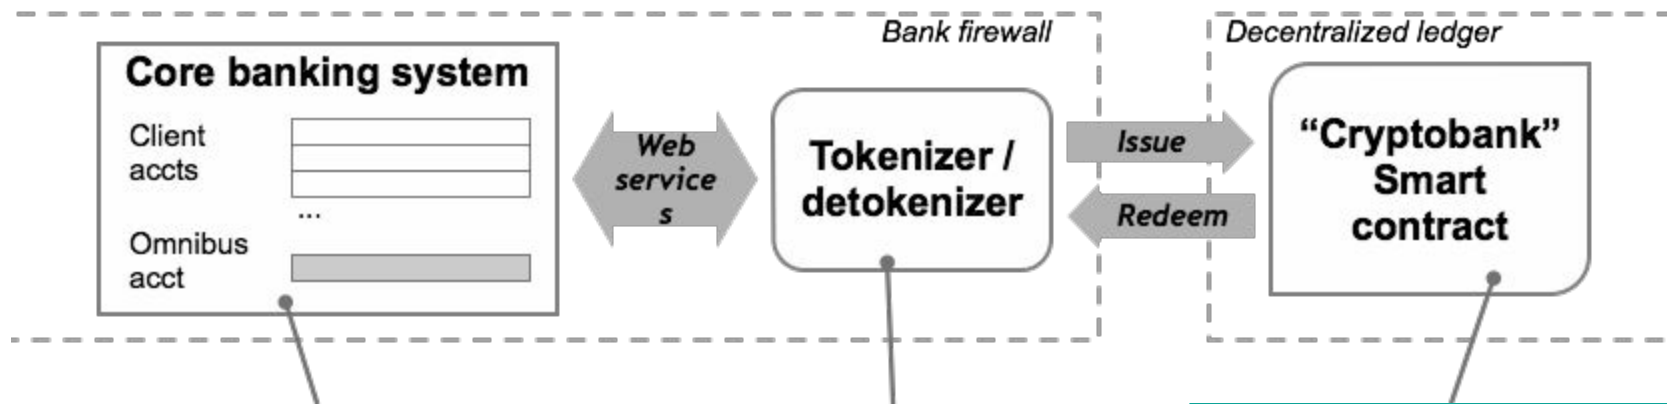 Bank firewall
Decentralized ledger
Core banking system
Client
accts
...
Omnibus
acct
Web
service
s
Tokenizer /
detokenizer
Issue
Redeem
“Cryptobank”
Smart
contract